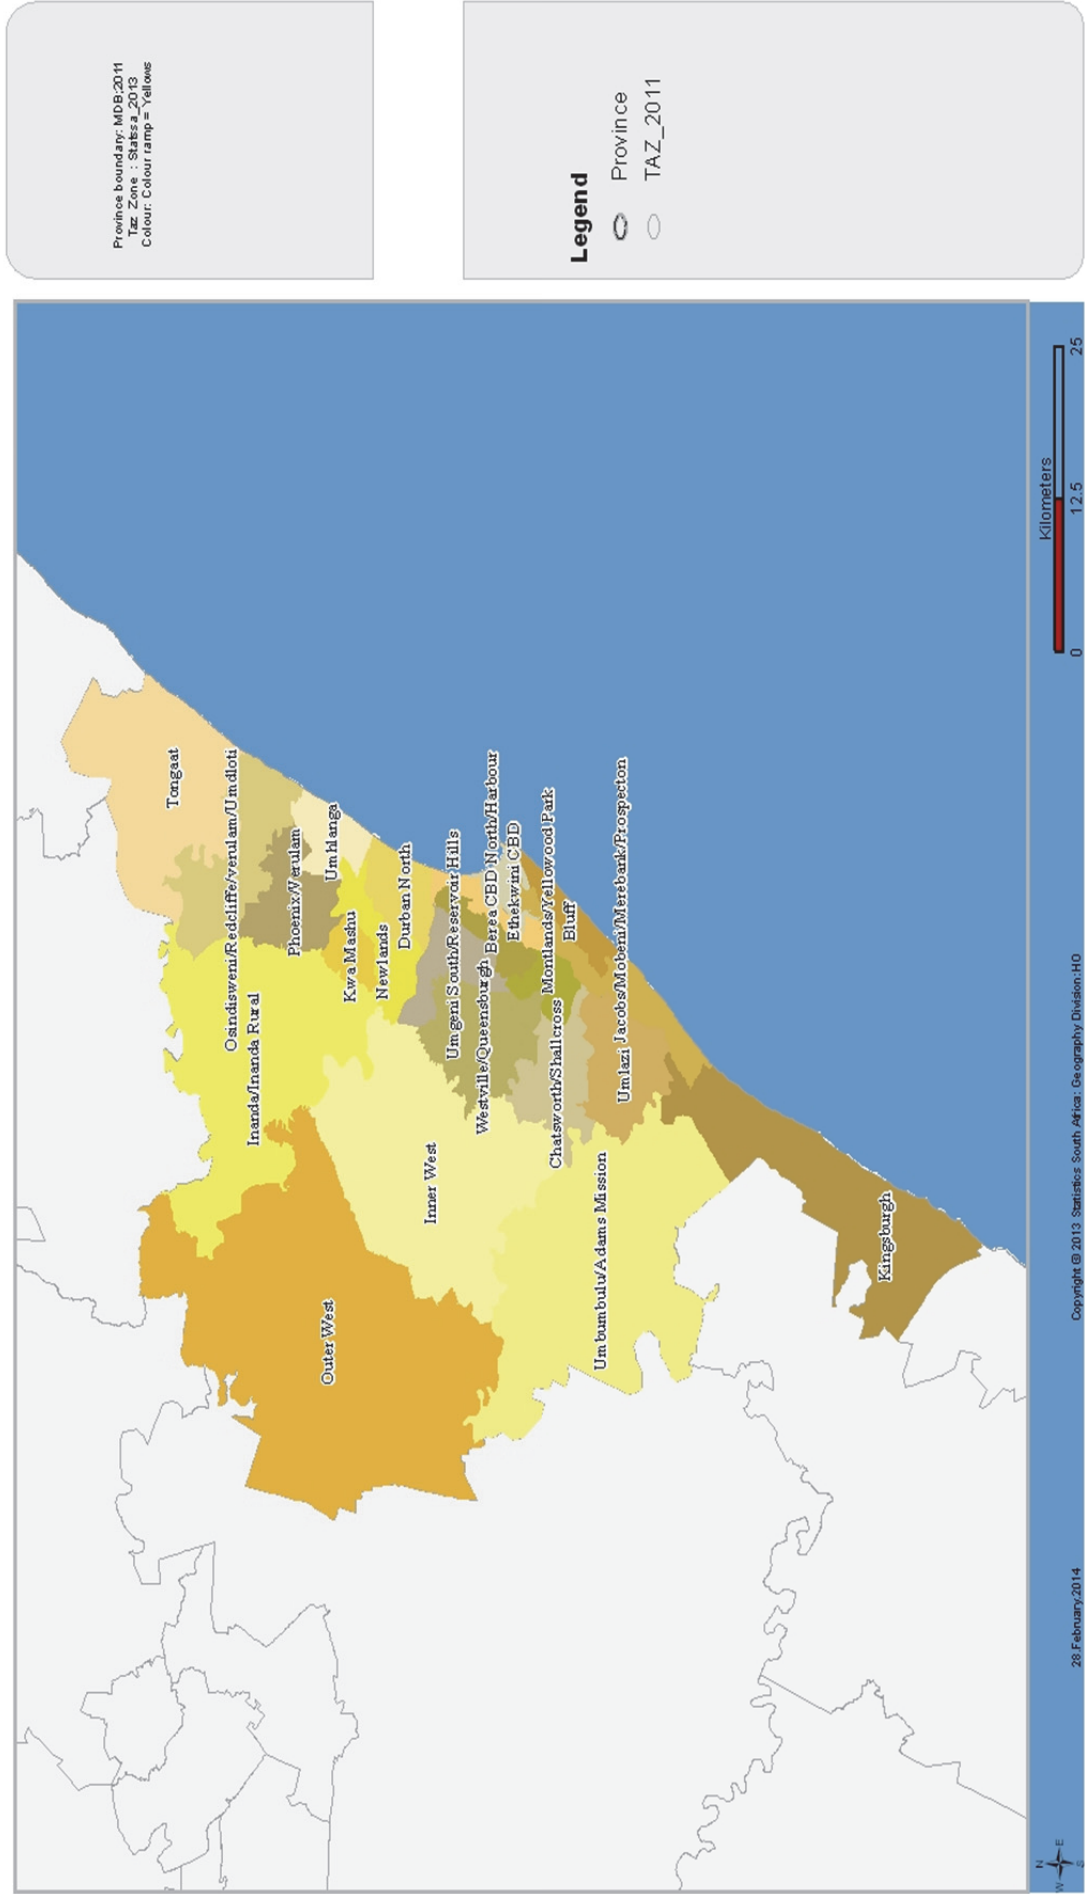 Province boundary: MDB;2011
Taz Zone : Statssa_2013
Colour: Colour ramp = Yellows
Legend
Province
TAZ_2011
Tongaat
Osindisweni/Redcliffe/verulam/Umdloti
Inanda/Inanda Rural
Phoenix/Verulam
Umhlanga
Outer West
Kwa Mashu
Newlands
Durban North
Inner West
Umgeni South/Reservoir Hills
Westville/Queensburgh
Berea CBD North/Harbour
Ethekwini CBD
Montlands/Yellowood Park
Chatsworth/Shallcross
Bluff
Umbumbulu/Adams Mission
Jacobs/Mobeni/Merebank/Prospecton
Umlazi
Kingsburgh
Kilometers
0 12.5 25
N
W E
S
28.February.2014
Copyright © 2013 Statistics South Africa: Geography Division:HO